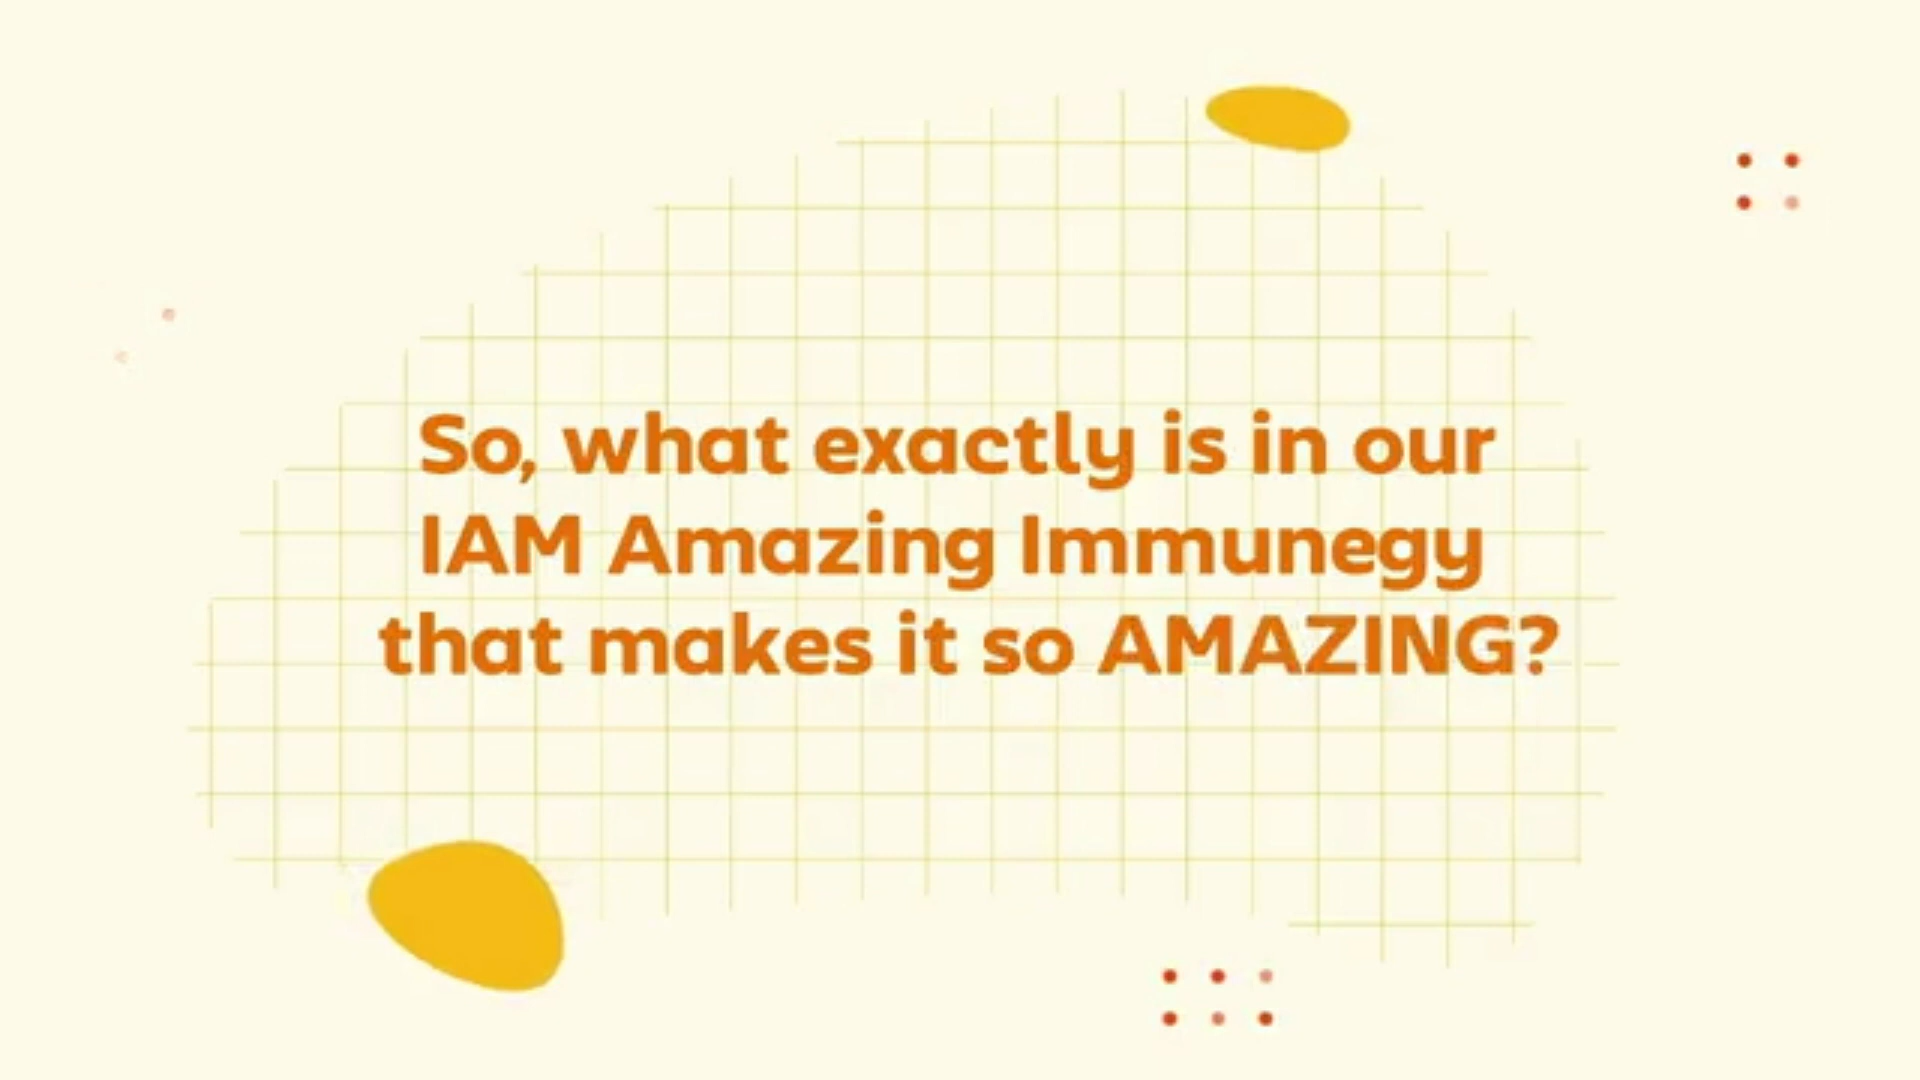 So, what exactly is in our
IAM Amazing Immunegy
that makes it so AMAZING?